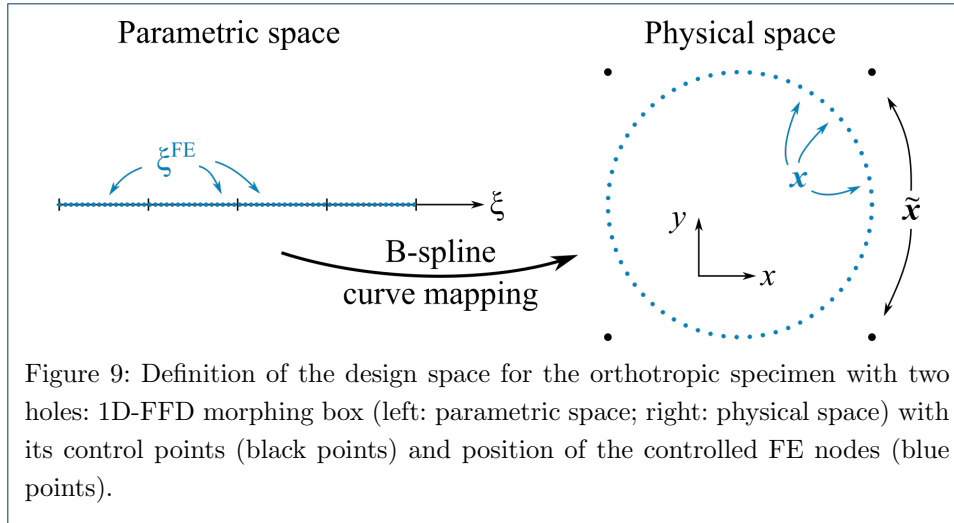 Parametric space
Physical space
ξ^FE
x
x̃
ξ
y
x
B-spline
curve mapping
Figure 9: Definition of the design space for the orthotropic specimen with two
holes: 1D-FFD morphing box (left: parametric space; right: physical space) with
its control points (black points) and position of the controlled FE nodes (blue
points).